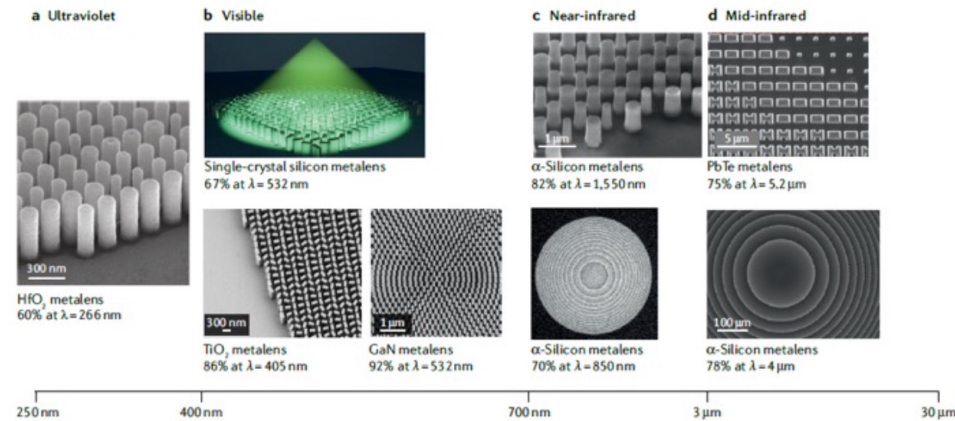 a Ultraviolet
b Visible
c Near-infrared
d Mid-infrared
300 nm
HfO₂ metalens
60% at λ = 266 nm
Single-crystal silicon metalens
67% at λ = 532 nm
300 nm
TiO₂ metalens
86% at λ = 405 nm
1 µm
GaN metalens
92% at λ = 532 nm
1 µm
α-Silicon metalens
82% at λ = 1,550 nm
α-Silicon metalens
70% at λ = 850 nm
5 µm
PbTe metalens
75% at λ = 5.2 µm
100 µm
α-Silicon metalens
78% at λ = 4 µm
250 nm
400 nm
700 nm
3 µm
30 µm